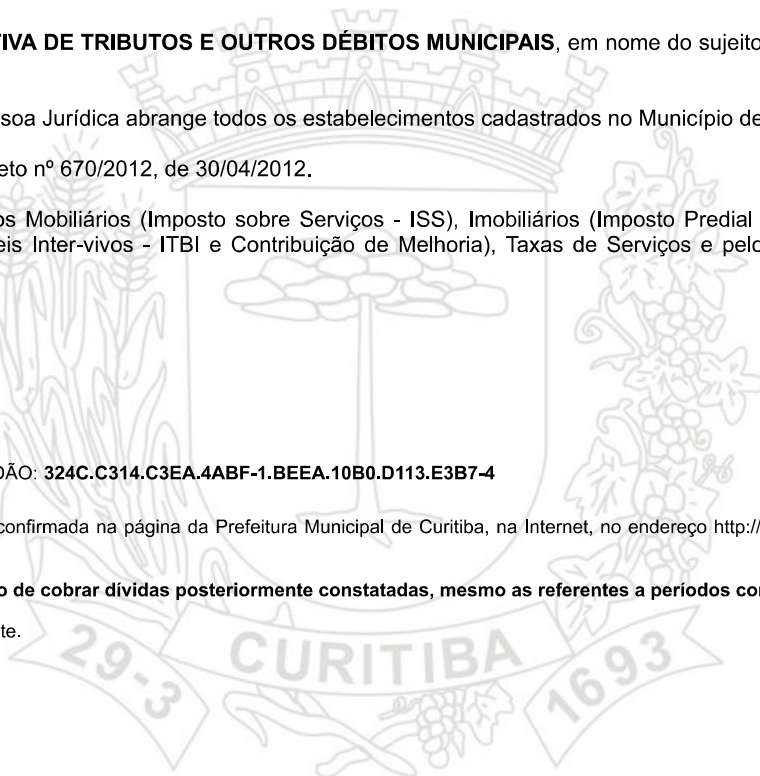 TIVA DE TRIBUTOS E OUTROS DÉBITOS MUNICIPAIS, em nome do sujeito
soa Jurídica abrange todos os estabelecimentos cadastrados no Município de
eto nº 670/2012, de 30/04/2012.
os Mobiliários (Imposto sobre Serviços - ISS), Imobiliários (Imposto Predial
eis Inter-vivos - ITBI e Contribuição de Melhoria), Taxas de Serviços e pelo
DÃO: 324C.C314.C3EA.4ABF-1.BEEA.10B0.D113.E3B7-4
confirmada na página da Prefeitura Municipal de Curitiba, na Internet, no endereço http://
o de cobrar dívidas posteriormente constatadas, mesmo as referentes a períodos co
te.
29-3 CURITIBA 1693